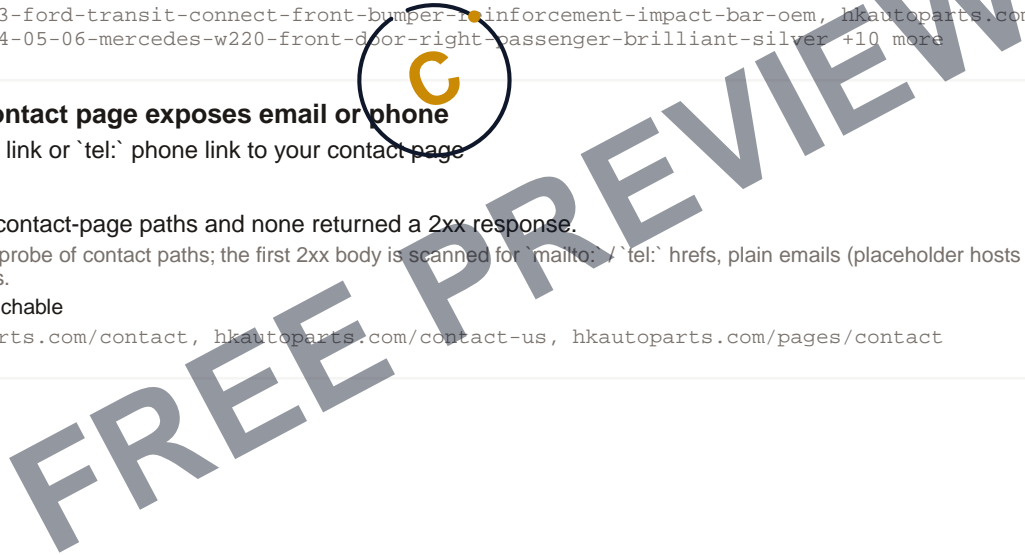 3-ford-transit-connect-front-bumper-reinforcement-impact-bar-oem, hkautoparts.com
4-05-06-mercedes-w220-front-door-right-passenger-brilliant-silver +10 more
C
ontact page exposes email or phone
link or `tel:` phone link to your contact page
contact-page paths and none returned a 2xx response.
probe of contact paths; the first 2xx body is scanned for `mailto:` / `tel:` hrefs, plain emails (placeholder hosts
s.
chable
rts.com/contact, hkautoparts.com/contact-us, hkautoparts.com/pages/contact
FREE PREVIEW